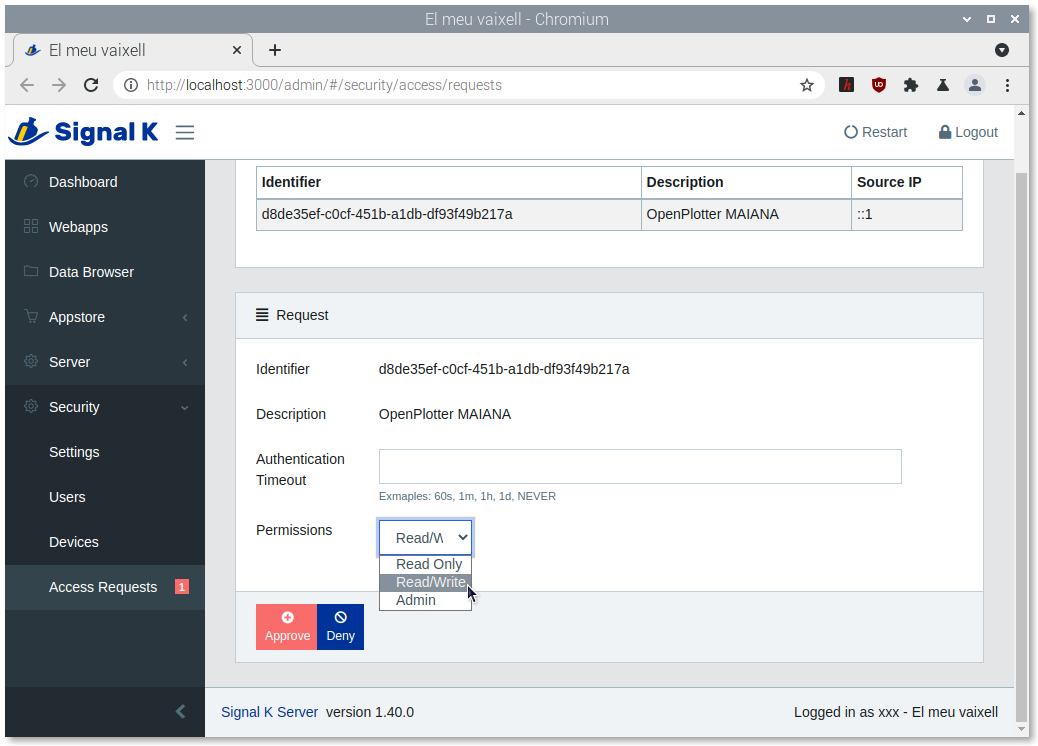 El meu vaixell - Chromium
El meu vaixell
http://localhost:3000/admin/#/security/access/requests
Signal K
Restart
Logout
Dashboard
Webapps
Data Browser
Appstore
Server
Security
Settings
Users
Devices
Access Requests 1
Identifier Description Source IP
d8de35ef-c0cf-451b-a1db-df93f49b217a OpenPlotter MAIANA ::1
Request
Identifier d8de35ef-c0cf-451b-a1db-df93f49b217a
Description OpenPlotter MAIANA
Authentication
Timeout
Exmaples: 60s, 1m, 1h, 1d, NEVER
Permissions Read/W
Read Only
Read/Write
Admin
Approve Deny
Signal K Server version 1.40.0
Logged in as xxx - El meu vaixell